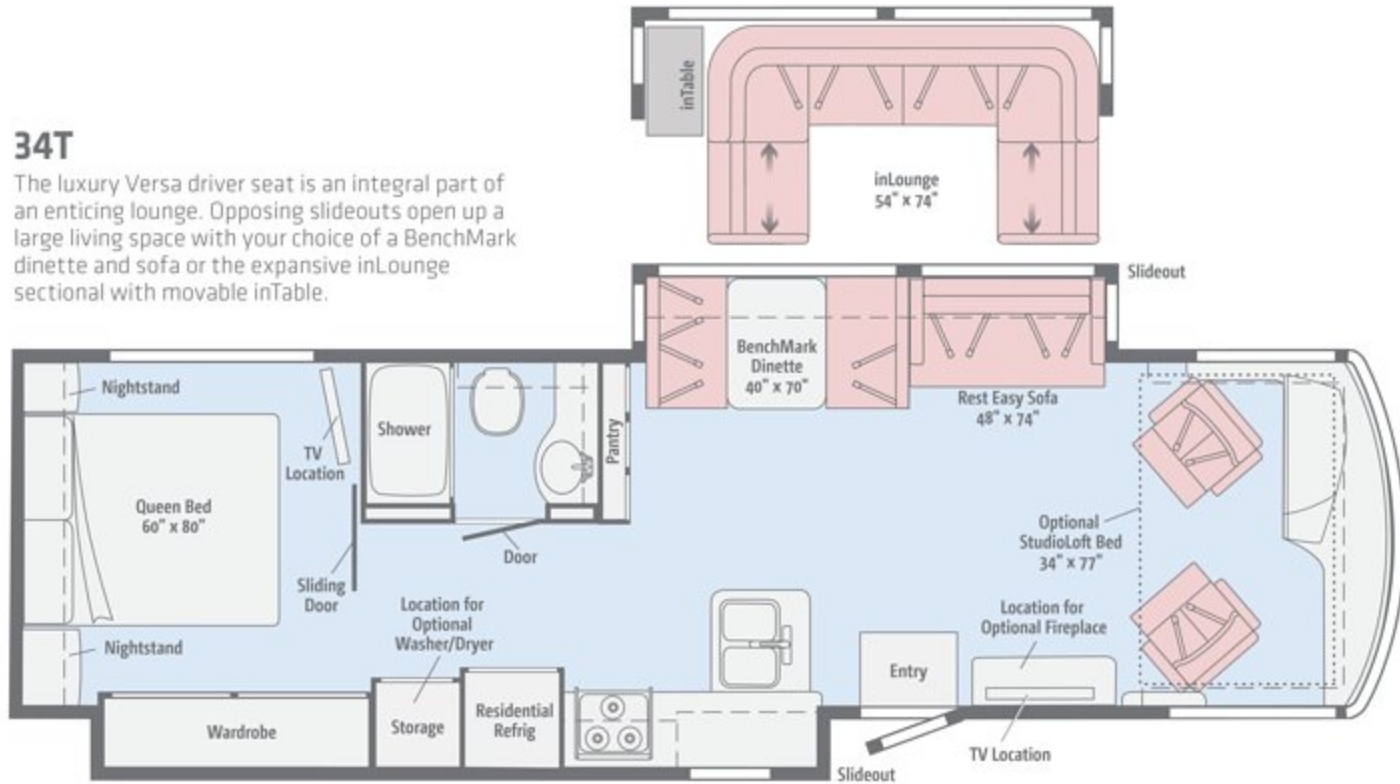 34T
The luxury Versa driver seat is an integral part of
an enticing lounge. Opposing slideouts open up a
large living space with your choice of a BenchMark
dinette and sofa or the expansive inLounge
sectional with movable inTable.
inTable
inLounge
54" x 74"
Slideout
BenchMark
Dinette
40" x 70"
Rest Easy Sofa
48" x 74"
Nightstand
TV
Location
Shower
Pantry
Queen Bed
60" x 80"
Sliding
Door
Door
Optional
StudioLoft Bed
34" x 77"
Location for
Optional
Washer/Dryer
Location for
Optional Fireplace
Nightstand
Entry
Wardrobe
Storage
Residential
Refrig
TV Location
Slideout